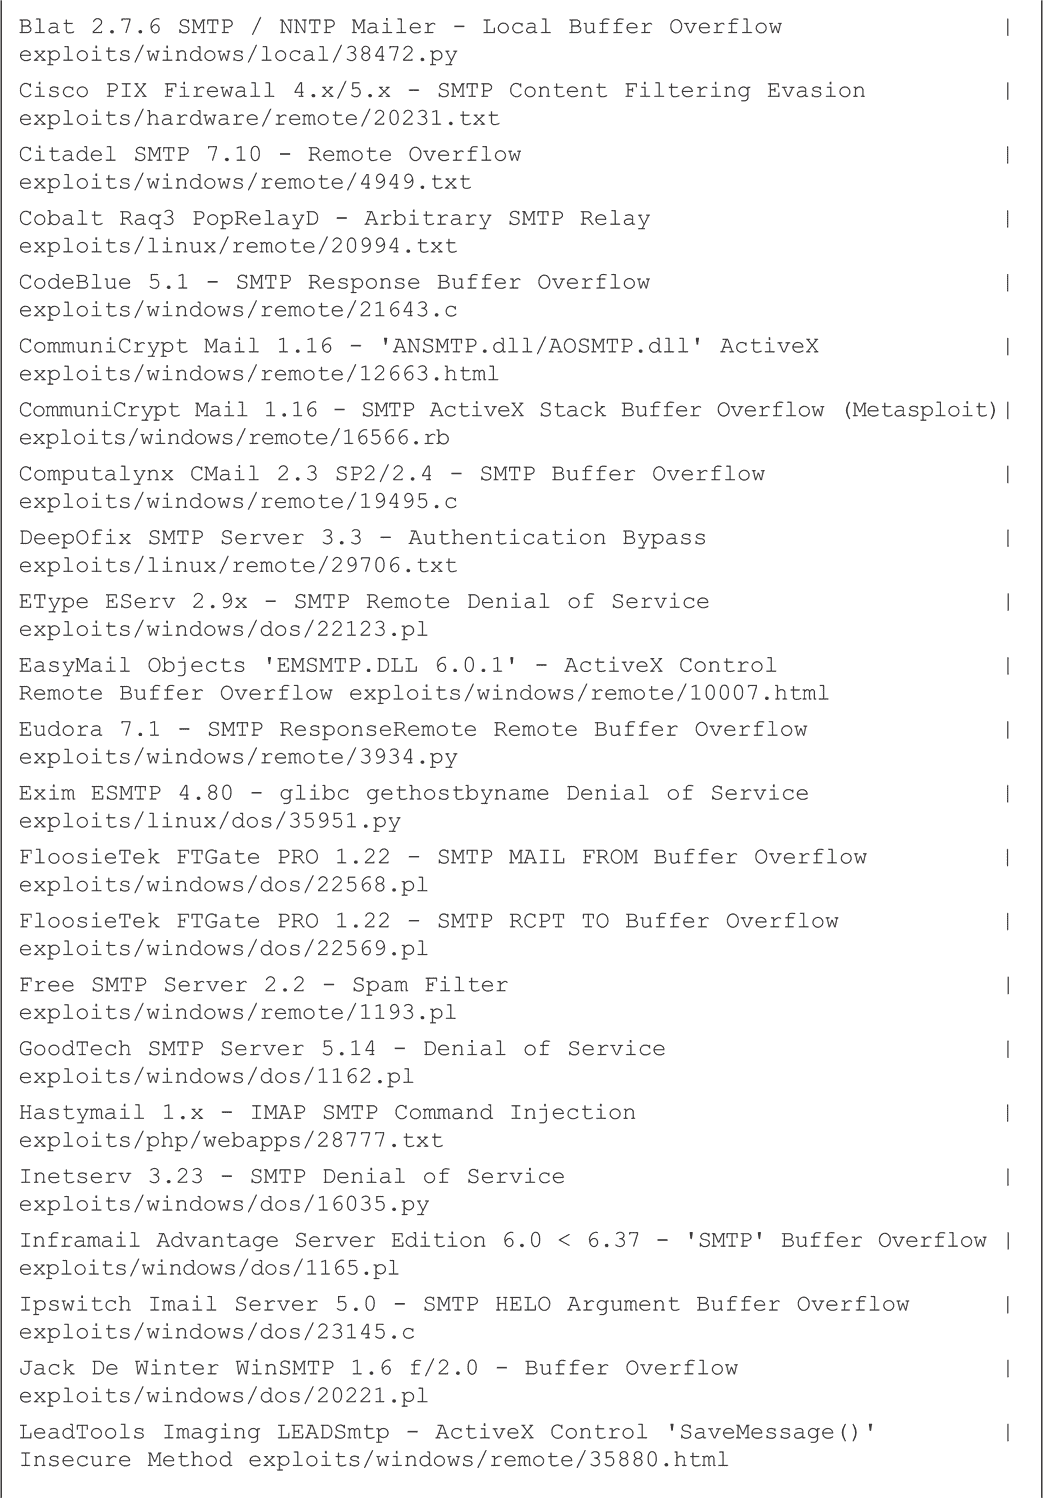 Blat 2.7.6 SMTP / NNTP Mailer - Local Buffer Overflow |
exploits/windows/local/38472.py
Cisco PIX Firewall 4.x/5.x - SMTP Content Filtering Evasion |
exploits/hardware/remote/20231.txt
Citadel SMTP 7.10 - Remote Overflow |
exploits/windows/remote/4949.txt
Cobalt Raq3 PopRelayD - Arbitrary SMTP Relay |
exploits/linux/remote/20994.txt
CodeBlue 5.1 - SMTP Response Buffer Overflow |
exploits/windows/remote/21643.c
CommuniCrypt Mail 1.16 - 'ANSMTP.dll/AOSMTP.dll' ActiveX |
exploits/windows/remote/12663.html
CommuniCrypt Mail 1.16 - SMTP ActiveX Stack Buffer Overflow (Metasploit)|
exploits/windows/remote/16566.rb
Computalynx CMail 2.3 SP2/2.4 - SMTP Buffer Overflow |
exploits/windows/remote/19495.c
DeepOfix SMTP Server 3.3 - Authentication Bypass |
exploits/linux/remote/29706.txt
EType EServ 2.9x - SMTP Remote Denial of Service |
exploits/windows/dos/22123.pl
EasyMail Objects 'EMSMTP.DLL 6.0.1' - ActiveX Control |
Remote Buffer Overflow exploits/windows/remote/10007.html
Eudora 7.1 - SMTP ResponseRemote Remote Buffer Overflow |
exploits/windows/remote/3934.py
Exim ESMTP 4.80 - glibc gethostbyname Denial of Service |
exploits/linux/dos/35951.py
FloosieTek FTGate PRO 1.22 - SMTP MAIL FROM Buffer Overflow |
exploits/windows/dos/22568.pl
FloosieTek FTGate PRO 1.22 - SMTP RCPT TO Buffer Overflow |
exploits/windows/dos/22569.pl
Free SMTP Server 2.2 - Spam Filter |
exploits/windows/remote/1193.pl
GoodTech SMTP Server 5.14 - Denial of Service |
exploits/windows/dos/1162.pl
Hastymail 1.x - IMAP SMTP Command Injection |
exploits/php/webapps/28777.txt
Inetserv 3.23 - SMTP Denial of Service |
exploits/windows/dos/16035.py
Inframail Advantage Server Edition 6.0 < 6.37 - 'SMTP' Buffer Overflow |
exploits/windows/dos/1165.pl
Ipswitch Imail Server 5.0 - SMTP HELO Argument Buffer Overflow |
exploits/windows/dos/23145.c
Jack De Winter WinSMTP 1.6 f/2.0 - Buffer Overflow |
exploits/windows/dos/20221.pl
LeadTools Imaging LEADSmtp - ActiveX Control 'SaveMessage()' |
Insecure Method exploits/windows/remote/35880.html